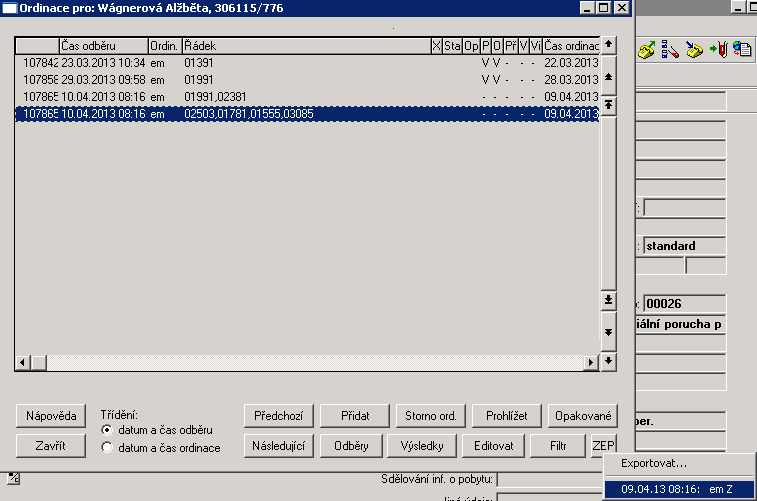 Ordinace pro: Wágnerová Alžběta, 306115/776
Čas odběru Ordin. Řádek X Sta Op P O Př V Vi Čas ordinac
107842 23.03.2013 10:34 em 01391 V V - - - 22.03.2013
107858 29.03.2013 09:58 em 01991 V V - - - 28.03.2013
107865 10.04.2013 08:16 em 01991,02381 - - - - - 09.04.2013
107865 10.04.2013 08:16 em 02503,01781,01555,03085 - - - - - 09.04.2013
: standard
: 00026
iální porucha p
Nápověda Třídění: Předchozí Přidat Storno ord. Prohlížet Opakované
datum a čas odběru
per.
Zavřít datum a čas ordinace Následující Odběry Výsledky Editovat Filtr ZEP
Exportovat...
Sdělování inf. o pobytu:
09.04.13 08:16: em Z
Jiné údaje: